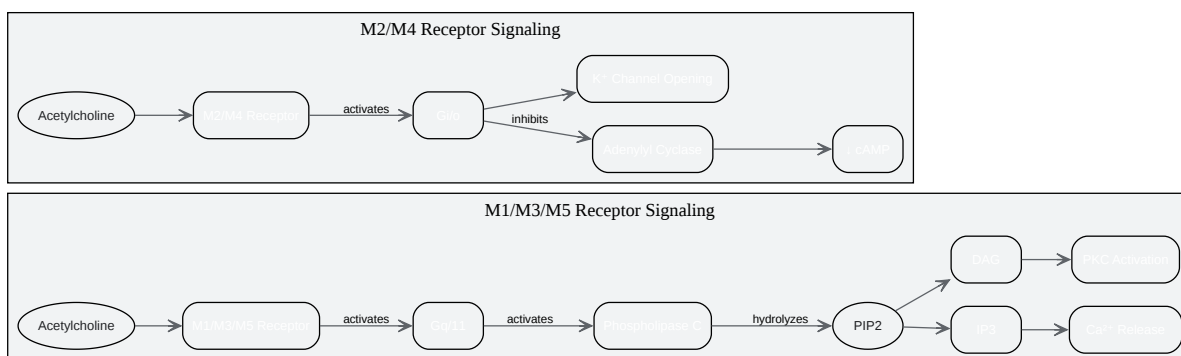 M2/M4 Receptor Signaling
K⁺ Channel Opening
Acetylcholine
M2/M4 Receptor
activates
Gi/o
inhibits
Adenylyl Cyclase
↓ cAMP
M1/M3/M5 Receptor Signaling
DAG
PKC Activation
Acetylcholine
M1/M3/M5 Receptor
activates
Gq/11
activates
Phospholipase C
hydrolyzes
PIP2
IP3
Ca²⁺ Release